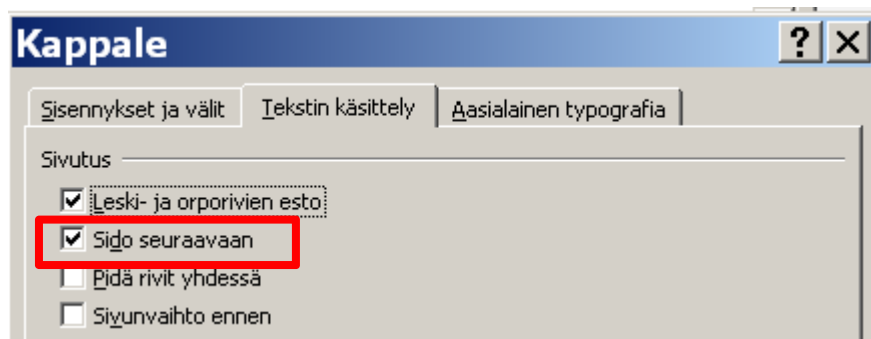 Kappale
Sisennykset ja välit Tekstin käsittely Aasialainen typografia
Sivutus
Leski- ja orporivien esto
Sido seuraavaan
Pidä rivit yhdessä
Sivunvaihto ennen